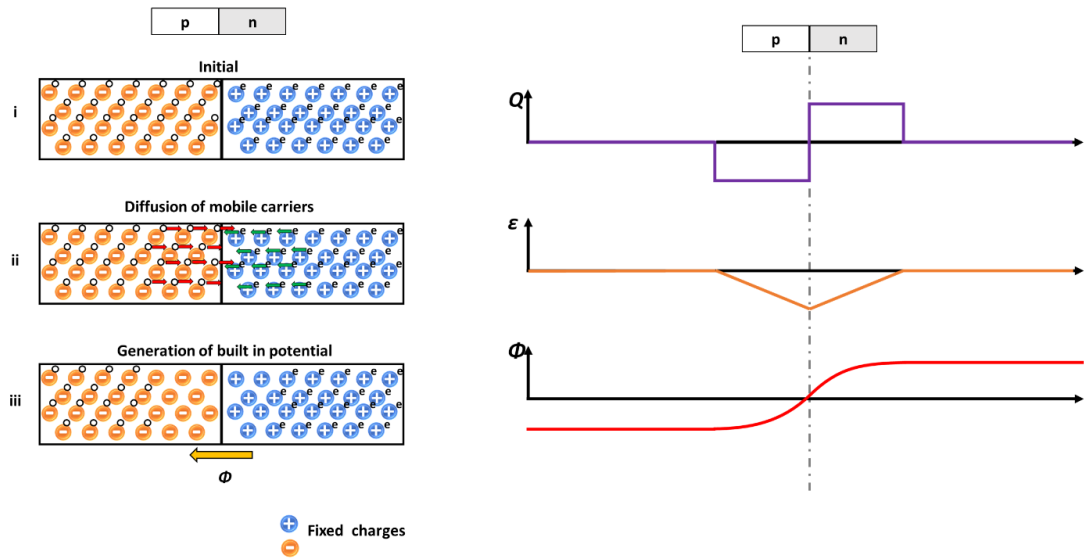 p n
Initial
i
e e e e e e e
e e e e e e
e e e e e e e
e e e e e e
Diffusion of mobile carriers
ii
e e e e e e e
e e e e e e
e e e e e e e
e e e e e e
Generation of built in potential
iii
e e e e
e e e e
e e e e
e e e e
Φ
Fixed charges
p n
Q
ε
Φ